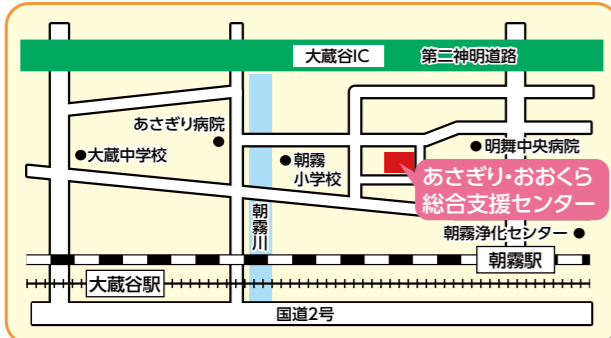 大蔵谷IC
第二神明道路
あさぎり病院
大蔵中学校
朝霧
小学校
明舞中央病院
あさぎり・おおくら
総合支援センター
朝霧川
朝霧浄化センター
朝霧駅
大蔵谷駅
国道2号